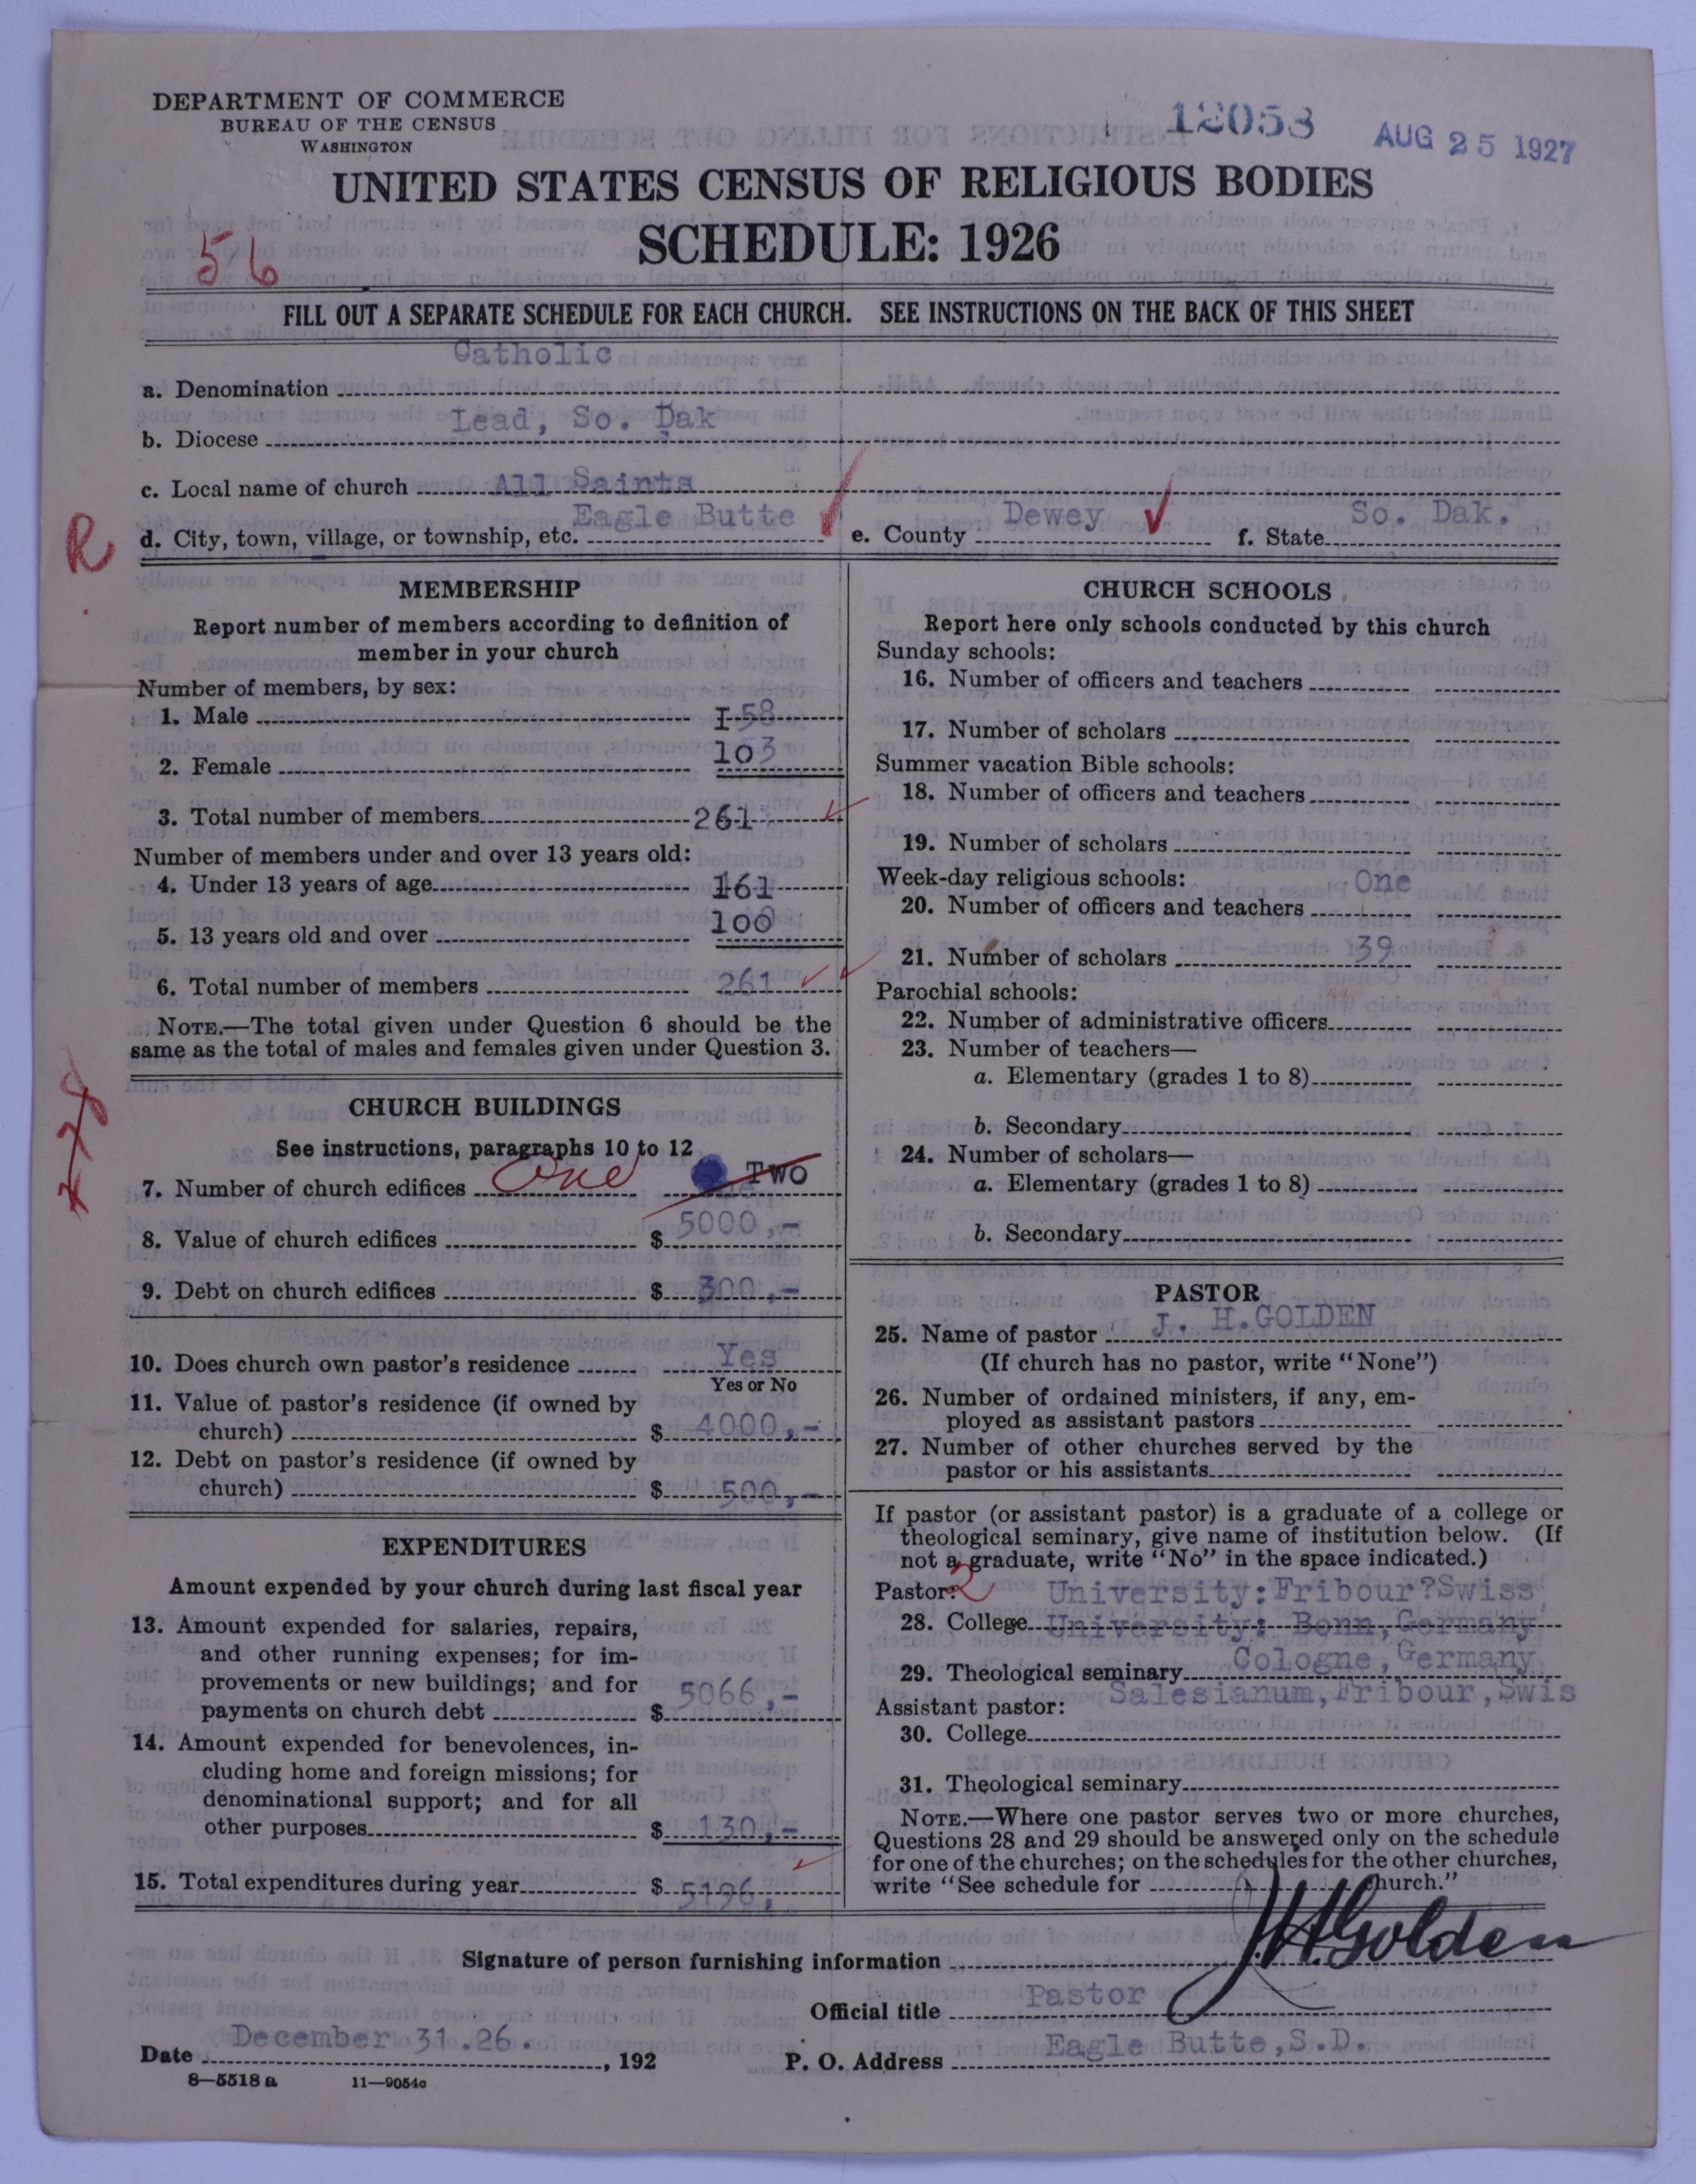 DEPARTMENT OF COMMERCE
BUREAU OF THE CENSUS
WASHINGTON
12053
AUG 25 1927
UNITED STATES CENSUS OF RELIGIOUS BODIES
SCHEDULE: 1926
56
FILL OUT A SEPARATE SCHEDULE FOR EACH CHURCH. SEE INSTRUCTIONS ON THE BACK OF THIS SHEET
a. Denomination Catholic
b. Diocese Lead, So. Dak
c. Local name of church All Saints
R
d. City, town, village, or township, etc. Eagle Butte e. County Dewey f. State So. Dak.
MEMBERSHIP
Report number of members according to definition of
member in your church
Number of members, by sex:
1. Male I 58
2. Female 103
3. Total number of members 261
Number of members under and over 13 years old:
4. Under 13 years of age 161
5. 13 years old and over 100
6. Total number of members 261
NOTE.—The total given under Question 6 should be the
same as the total of males and females given under Question 3.
CHURCH BUILDINGS
See instructions, paragraphs 10 to 12
7. Number of church edifices One Two
8. Value of church edifices $ 5000,-
9. Debt on church edifices $ 300,-
10. Does church own pastor's residence Yes
Yes or No
11. Value of pastor's residence (if owned by
church) $ 4000,-
12. Debt on pastor's residence (if owned by
church) $ 500,-
EXPENDITURES
Amount expended by your church during last fiscal year
13. Amount expended for salaries, repairs,
and other running expenses; for im-
provements or new buildings; and for
payments on church debt $ 5066,-
14. Amount expended for benevolences, in-
cluding home and foreign missions; for
denominational support; and for all
other purposes $ 130,-
15. Total expenditures during year $ 5196,
CHURCH SCHOOLS
Report here only schools conducted by this church
Sunday schools:
16. Number of officers and teachers
17. Number of scholars
Summer vacation Bible schools:
18. Number of officers and teachers
19. Number of scholars
Week-day religious schools:
20. Number of officers and teachers One
21. Number of scholars 39
Parochial schools:
22. Number of administrative officers
23. Number of teachers—
a. Elementary (grades 1 to 8)
b. Secondary
24. Number of scholars—
a. Elementary (grades 1 to 8)
b. Secondary
PASTOR
25. Name of pastor J. H. GOLDEN
(If church has no pastor, write "None")
26. Number of ordained ministers, if any, em-
ployed as assistant pastors
27. Number of other churches served by the
pastor or his assistants
If pastor (or assistant pastor) is a graduate of a college or
theological seminary, give name of institution below. (If
not a graduate, write "No" in the space indicated.)
Pastor: 2 University:Fribour?Swiss
28. College University: Bonn, Germany
29. Theological seminary Cologne, Germany
Salesianum, Fribour, Swis
Assistant pastor:
30. College
31. Theological seminary
NOTE.—Where one pastor serves two or more churches,
Questions 28 and 29 should be answered only on the schedule
for one of the churches; on the schedules for the other churches,
write "See schedule for church."
Signature of person furnishing information JHGolden
Official title Pastor
Date December 31.26. , 192 P. O. Address Eagle Butte, S.D.
8—5518 a 11—9054c